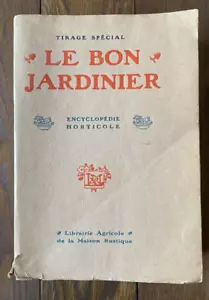 TIRAGE SPÉCIAL
LE BON
JARDINIER
ENCYCLOPÉDIE
HORTICOLE
Librairie Agricole
de la Maison Rustique